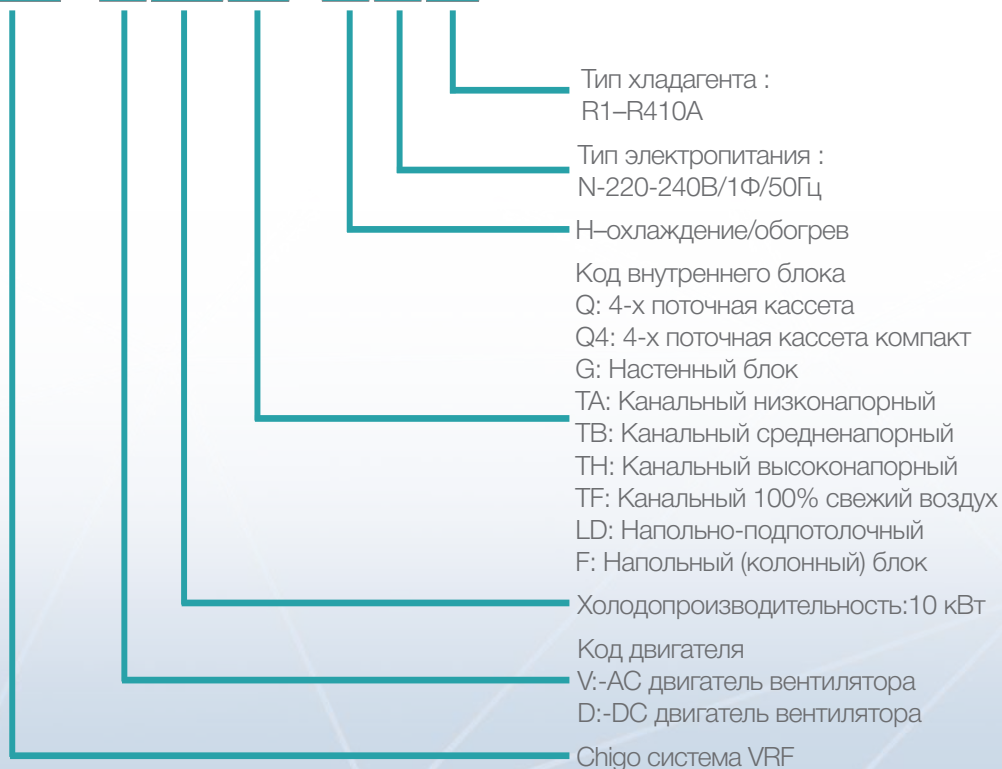 Тип хладагента :
R1–R410A
Тип электропитания :
N-220-240В/1Ф/50Гц
Н–охлаждение/обогрев
Код внутреннего блока
Q: 4-х поточная кассета
Q4: 4-х поточная кассета компакт
G: Настенный блок
TA: Канальный низконапорный
TB: Канальный средненапорный
TH: Канальный высоконапорный
TF: Канальный 100% свежий воздух
LD: Напольно-подпотолочный
F: Напольный (колонный) блок
Холодопроизводительность:10 кВт
Код двигателя
V:-AC двигатель вентилятора
D:-DC двигатель вентилятора
Chigo система VRF